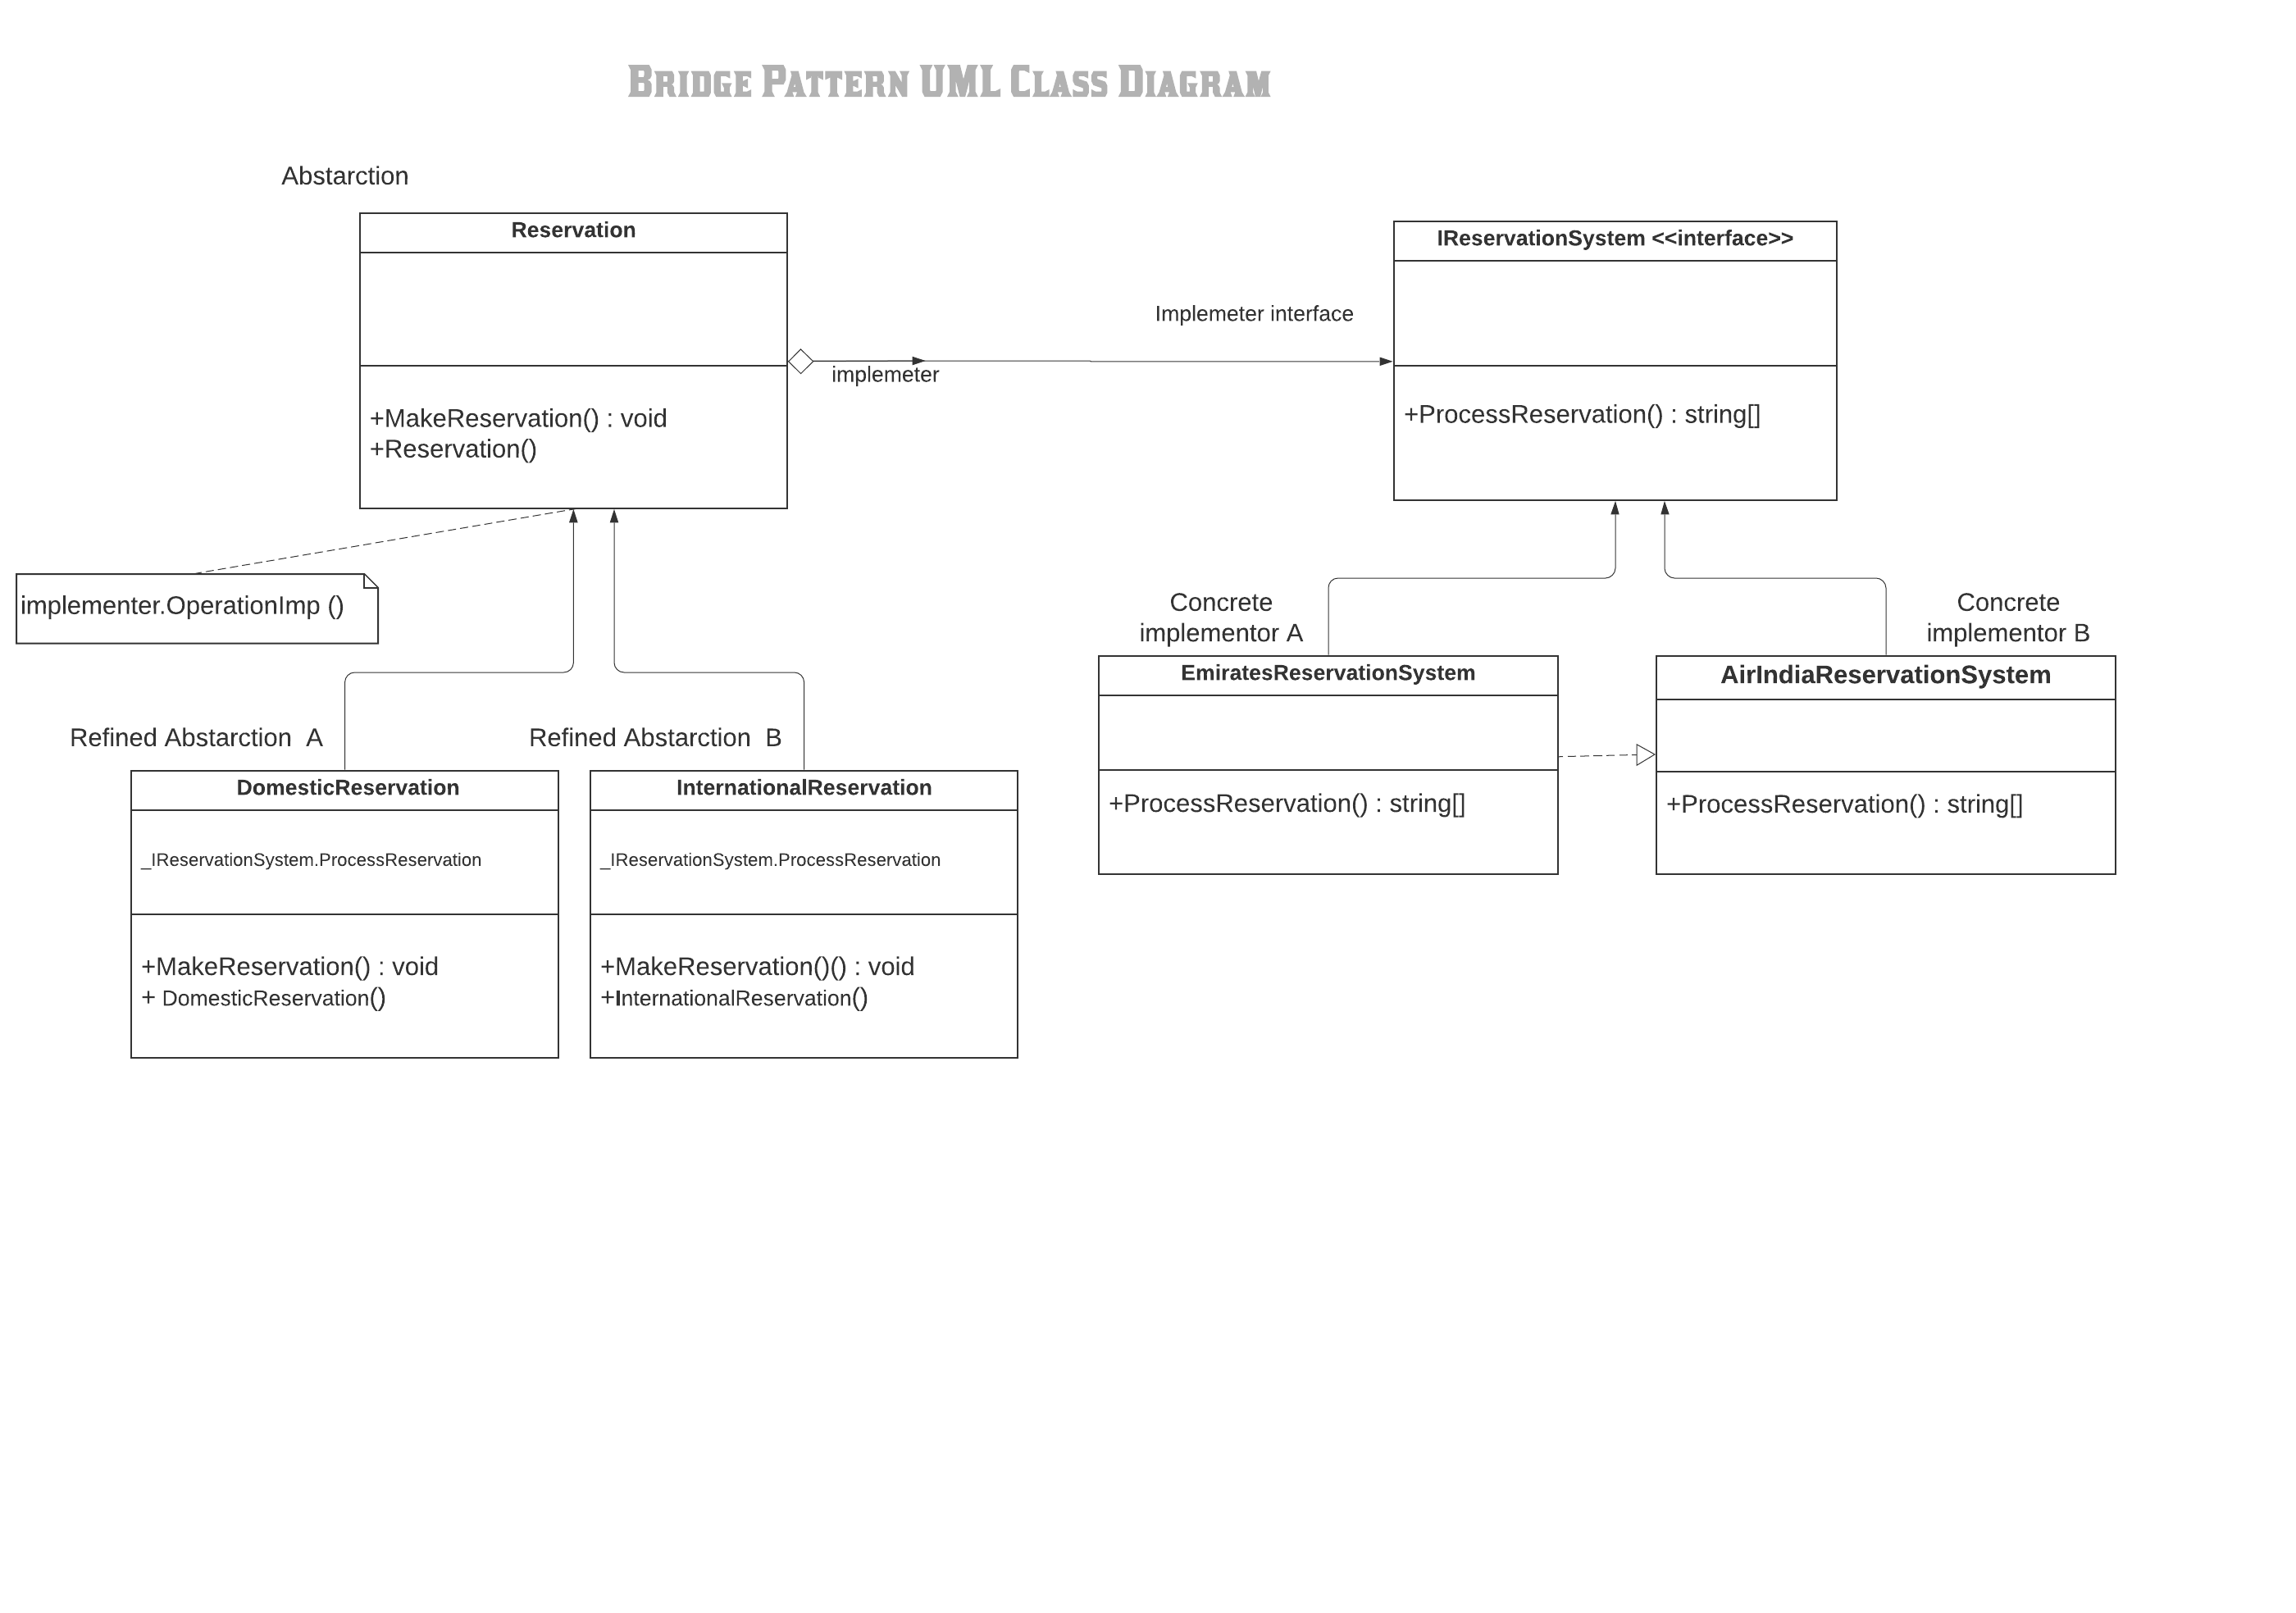 Bridge Pattern UML Class Diagram
Abstarction
Reservation
+MakeReservation() : void
+Reservation()
implemeter
Implemeter interface
IReservationSystem <<interface>>
+ProcessReservation() : string[]
implementer.OperationImp ()
Refined Abstarction  A
DomesticReservation
_IReservationSystem.ProcessReservation
+MakeReservation() : void
+ DomesticReservation()
Refined Abstarction  B
InternationalReservation
_IReservationSystem.ProcessReservation
+MakeReservation()() : void
+InternationalReservation()
Concrete
implementor A
EmiratesReservationSystem
+ProcessReservation() : string[]
Concrete
implementor B
AirIndiaReservationSystem
+ProcessReservation() : string[]